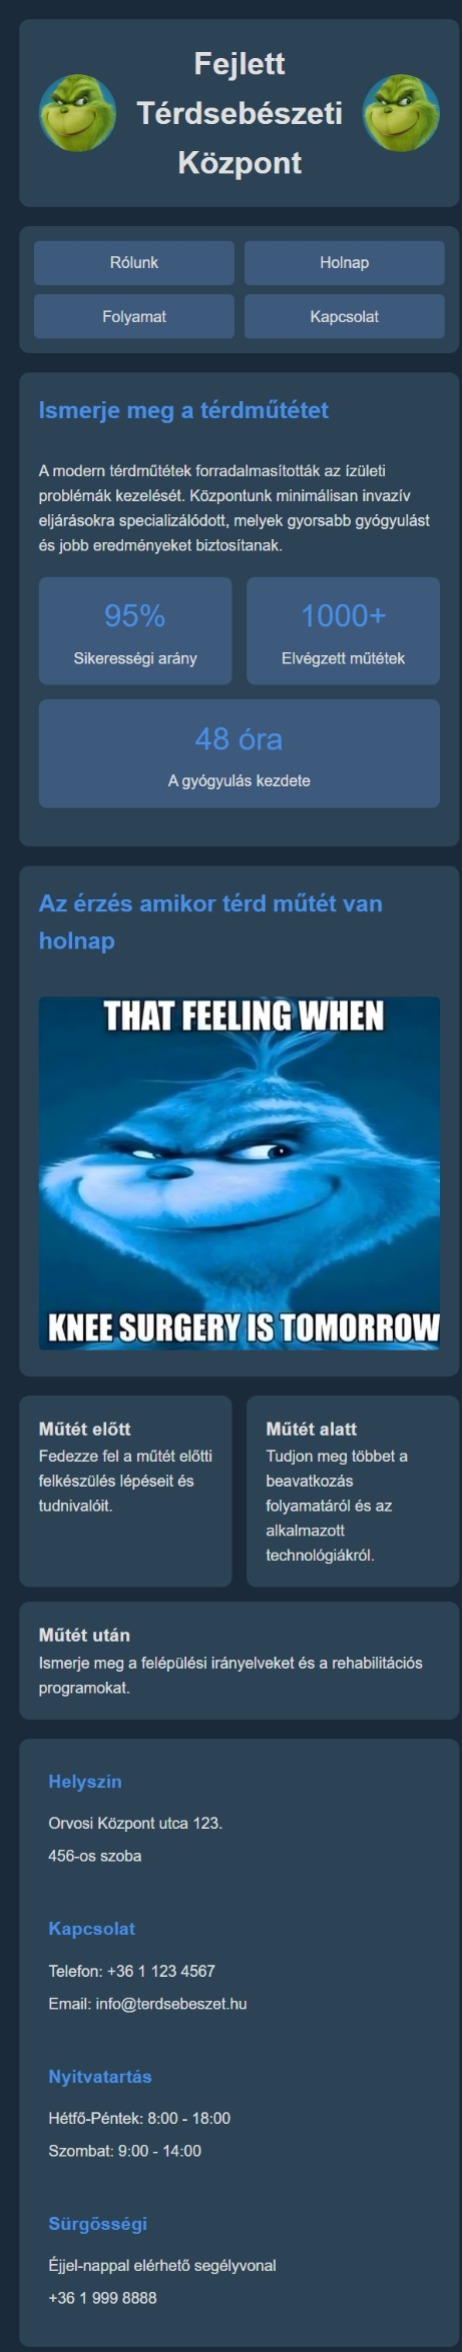 Fejlett
Térdsebészeti
Központ
Rólunk
Holnap
Folyamat
Kapcsolat
Ismerje meg a térdműtétet
A modern térdműtétek forradalmasították az ízületi
problémák kezelését. Központunk minimálisan invazív
eljárásokra specializálódott, melyek gyorsabb gyógyulást
és jobb eredményeket biztosítanak.
95%
Sikerességi arány
1000+
Elvégzett műtétek
48 óra
A gyógyulás kezdete
Az érzés amikor térd műtét van
holnap
THAT FEELING WHEN
KNEE SURGERY IS TOMORROW
Műtét előtt
Fedezze fel a műtét előtti
felkészülés lépéseit és
tudnivalóit.
Műtét alatt
Tudjon meg többet a
beavatkozás
folyamatáról és az
alkalmazott
technológiákról.
Műtét után
Ismerje meg a felépülési irányelveket és a rehabilitációs
programokat.
Helyszín
Orvosi Központ utca 123.
456-os szoba
Kapcsolat
Telefon: +36 1 123 4567
Email: info@terdsebeszet.hu
Nyitvatartás
Hétfő-Péntek: 8:00 - 18:00
Szombat: 9:00 - 14:00
Sürgősségi
Éjjel-nappal elérhető segélyvonal
+36 1 999 8888